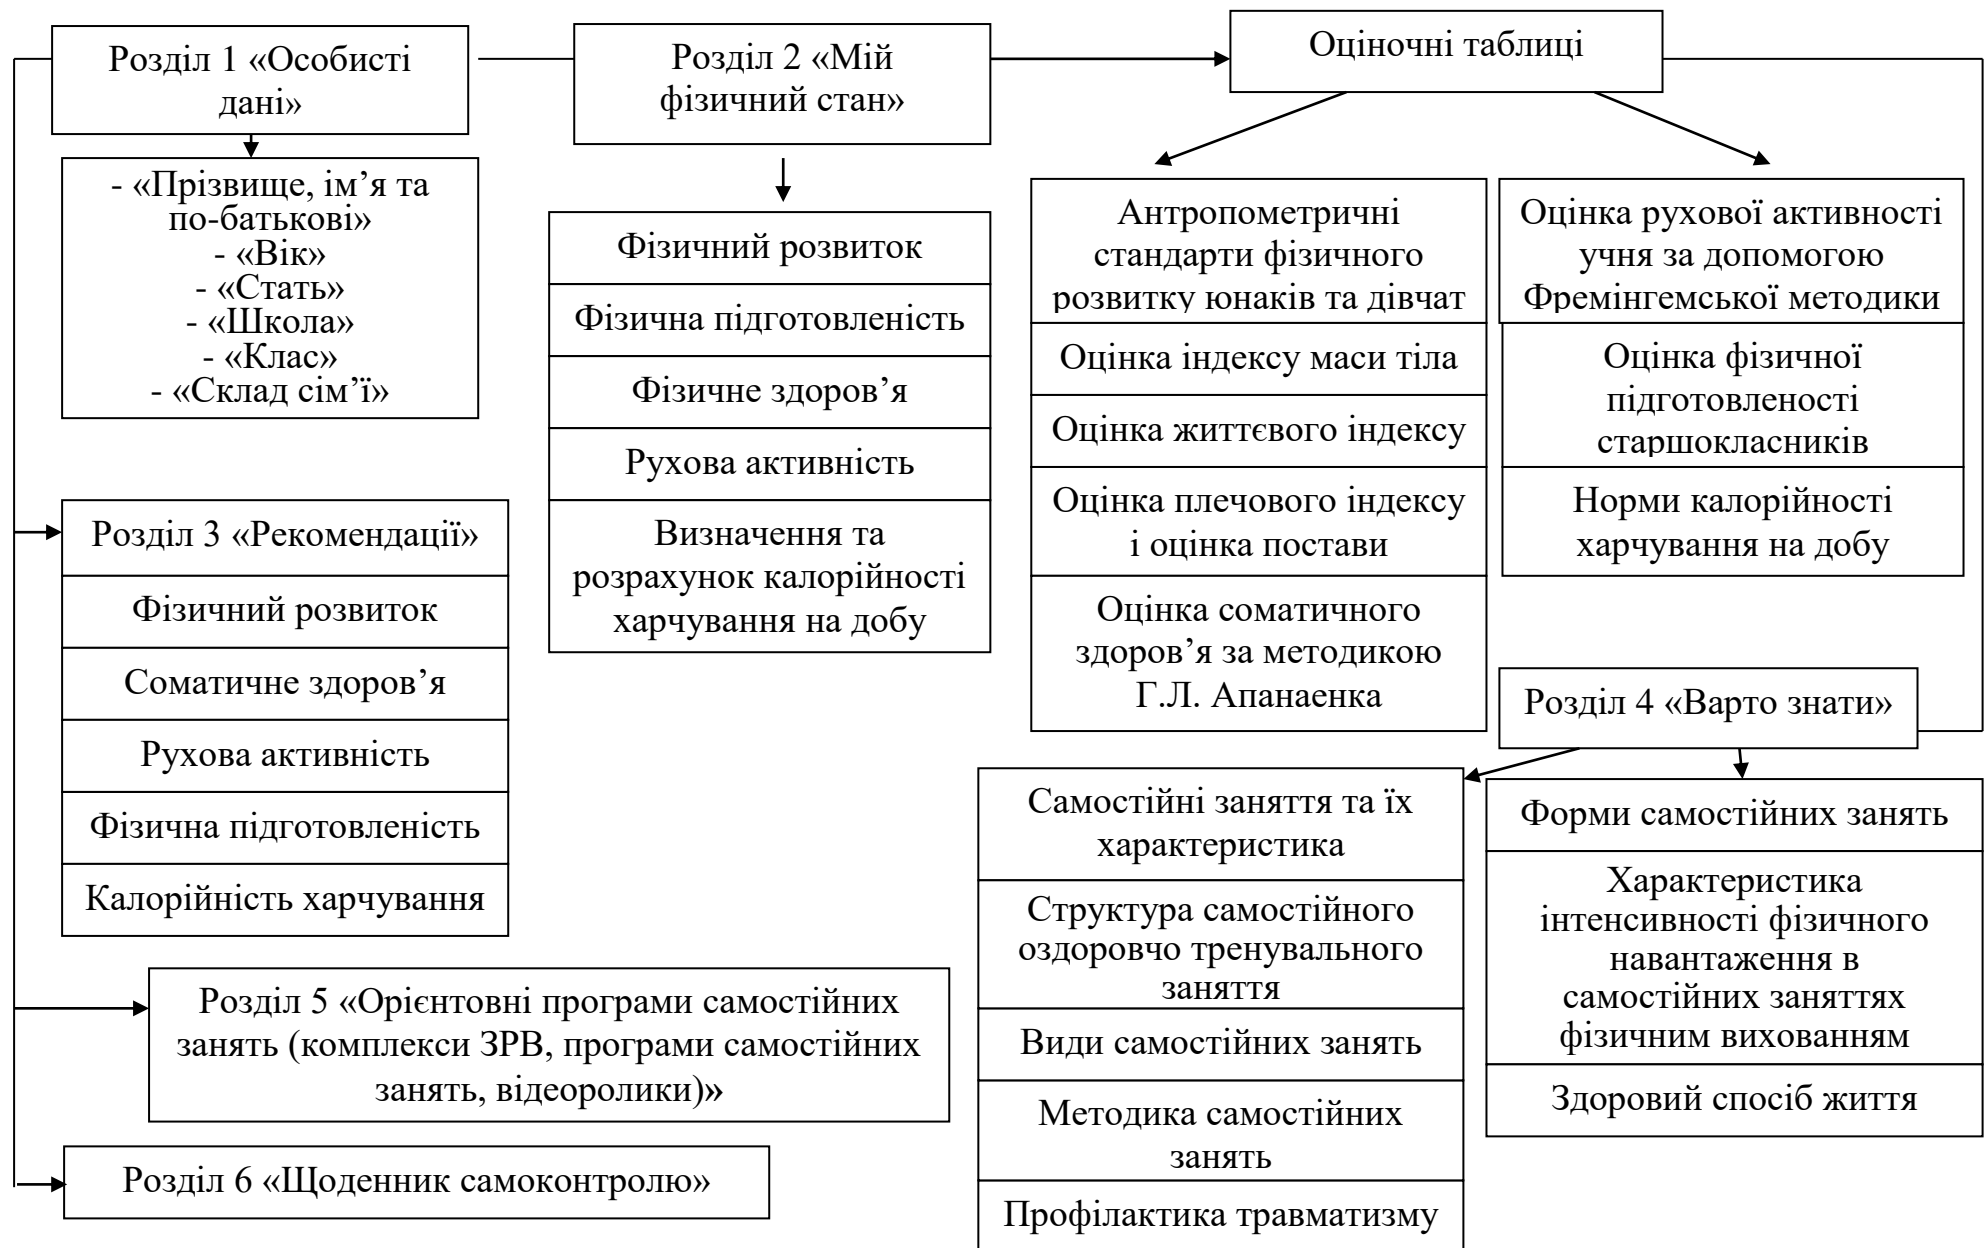 Розділ 1 «Особисті
дані»
- «Прізвище, ім’я та
по-батькові»
- «Вік»
- «Стать»
- «Школа»
- «Клас»
- «Склад сім’ї»
Розділ 2 «Мій
фізичний стан»
Фізичний розвиток
Фізична підготовленість
Фізичне здоров’я
Рухова активність
Визначення та
розрахунок калорійності
харчування на добу
Оціночні таблиці
Антропометричні
стандарти фізичного
розвитку юнаків та дівчат
Оцінка індексу маси тіла
Оцінка життєвого індексу
Оцінка плечового індексу
і оцінка постави
Оцінка соматичного
здоров’я за методикою
Г.Л. Апанаенка
Оцінка рухової активності
учня за допомогою
Фремінгемської методики
Оцінка фізичної
підготовленості
старшокласників
Норми калорійності
харчування на добу
Розділ 3 «Рекомендації»
Фізичний розвиток
Соматичне здоров’я
Рухова активність
Фізична підготовленість
Калорійність харчування
Розділ 4 «Варто знати»
Самостійні заняття та їх
характеристика
Структура самостійного
оздоровчо тренувального
заняття
Види самостійних занять
Методика самостійних
занять
Профілактика травматизму
Форми самостійних занять
Характеристика
інтенсивності фізичного
навантаження в
самостійних заняттях
фізичним вихованням
Здоровий спосіб життя
Розділ 5 «Орієнтовні програми самостійних
занять (комплекси ЗРВ, програми самостійних
занять, відеоролики)»
Розділ 6 «Щоденник самоконтролю»